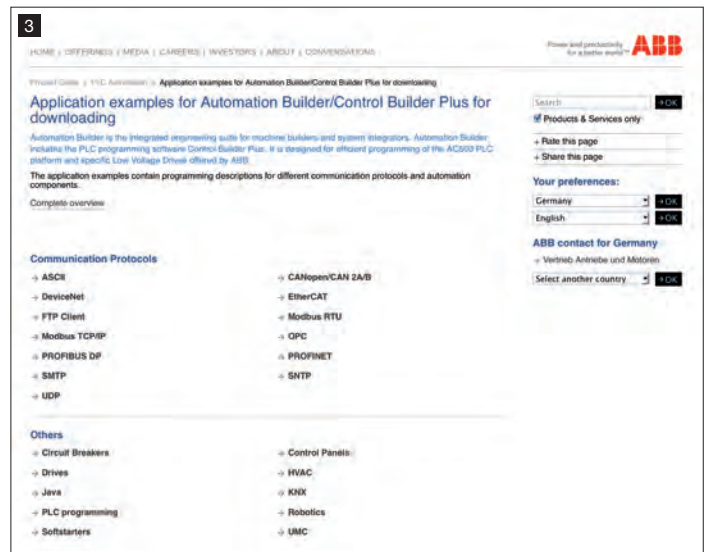 3
HOME | OFFERINGS | MEDIA | CAREERS | INVESTORS | ABOUT | CONVERSATIONS
Power and productivity
for a better world™
ABB
Product Guide > PLC Automation > Application examples for Automation Builder/Control Builder Plus for downloading
Application examples for Automation Builder/Control Builder Plus for
downloading
Automation Builder is the integrated engineering suite for machine builders and system integrators. Automation Builder
includes the PLC programming software Control Builder Plus. It is designed for efficient programming of the AC500 PLC
platform and specific Low Voltage Drives offered by ABB.
The application examples contain programming descriptions for different communication protocols and automation
components.
Complete overview
Communication Protocols
→ ASCII
→ CANopen/CAN 2A/B
→ DeviceNet
→ EtherCAT
→ FTP Client
→ Modbus RTU
→ Modbus TCP/IP
→ OPC
→ PROFIBUS DP
→ PROFINET
→ SMTP
→ SNTP
→ UDP
Others
→ Circuit Breakers
→ Control Panels
→ Drives
→ HVAC
→ Java
→ KNX
→ PLC programming
→ Robotics
→ Softstarters
→ UMC
Search
→OK
Products & Services only
+ Rate this page
+ Share this page
Your preferences:
Germany
→OK
English
→OK
ABB contact for Germany
→ Vertrieb Antriebe und Motoren
Select another country
→OK